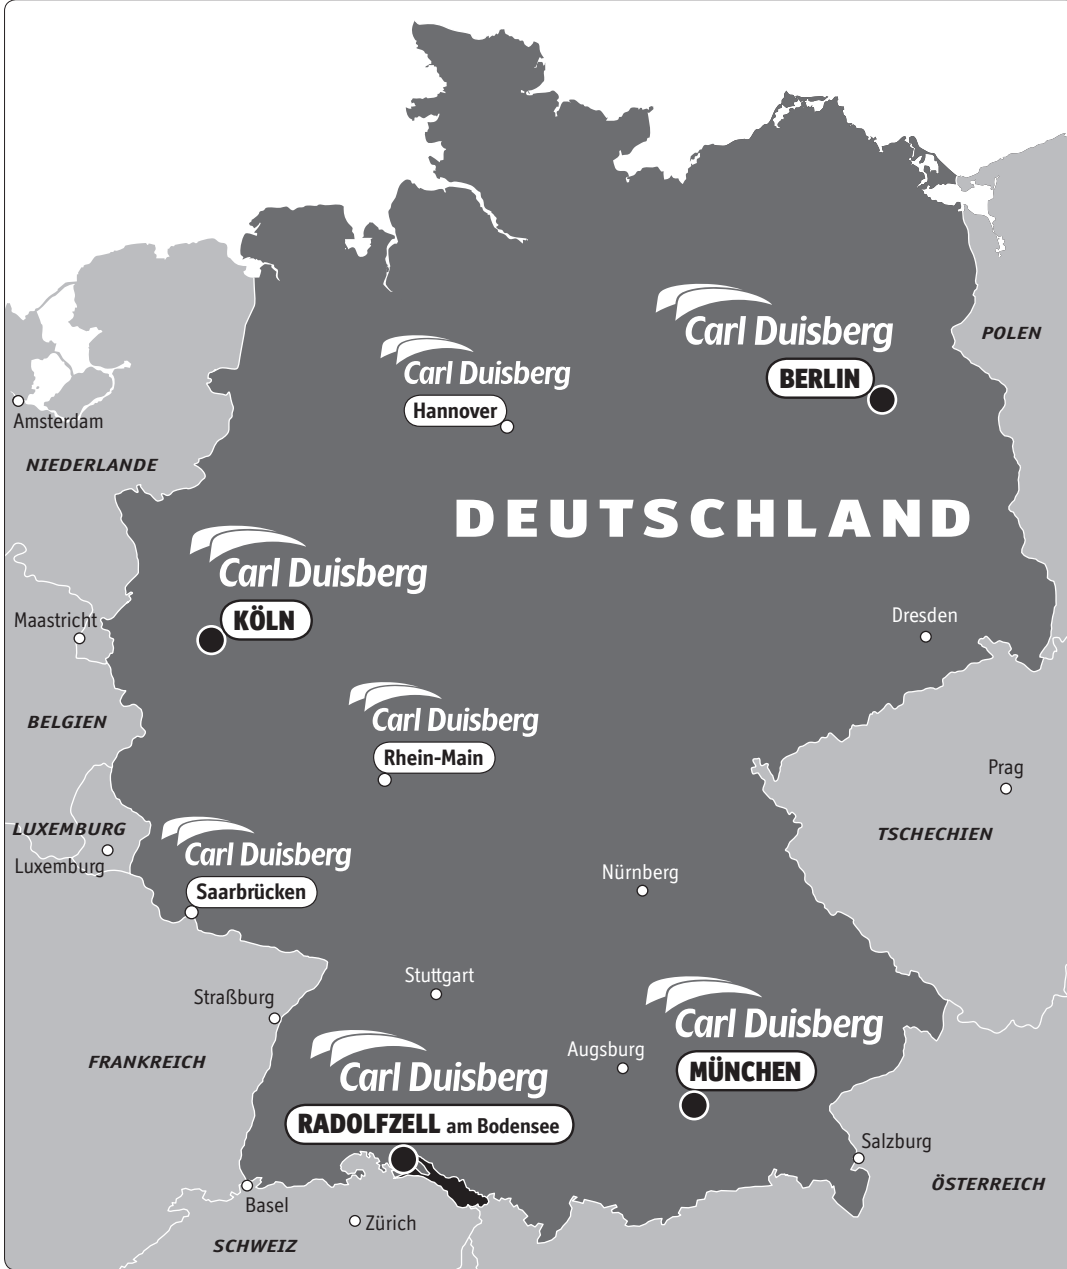 Carl Duisberg
BERLIN
POLEN
Carl Duisberg
Hannover
Amsterdam
NIEDERLANDE
DEUTSCHLAND
Carl Duisberg
KÖLN
Maastricht
Dresden
BELGIEN
Carl Duisberg
Rhein-Main
Prag
LUXEMBURG
Luxemburg
TSCHECHIEN
Carl Duisberg
Saarbrücken
Nürnberg
Stuttgart
Straßburg
Carl Duisberg
MÜNCHEN
Augsburg
FRANKREICH
Carl Duisberg
RADOLFZELL am Bodensee
Salzburg
ÖSTERREICH
Basel
Zürich
SCHWEIZ